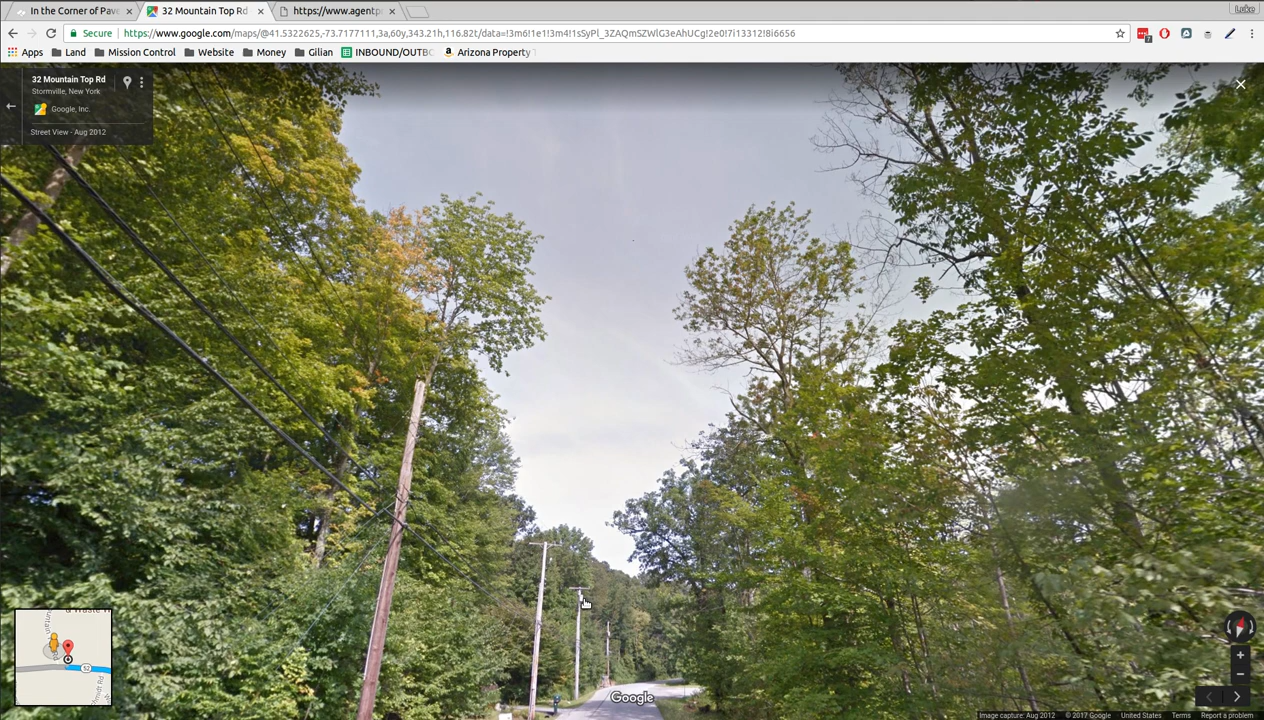 In the Corner of Pave
32 Mountain Top Rd
https://www.agentp
Luke
Secure
https://www.google.com/maps/@41.5322625,-73.7177111,3a,60y,343.21h,116.82t/data=!3m6!1e1!3m4!1sSyPl_3ZAQmSZWlG3eAhUCg!2e0!7i13312!8i6656
Apps Land Mission Control Website Money Gilian INBOUND/OUTBO Arizona Property T
32 Mountain Top Rd
Stormville, New York
Google, Inc.
Street View - Aug 2012
52
Google
Image capture: Aug 2012 © 2017 Google United States Terms Report a problem